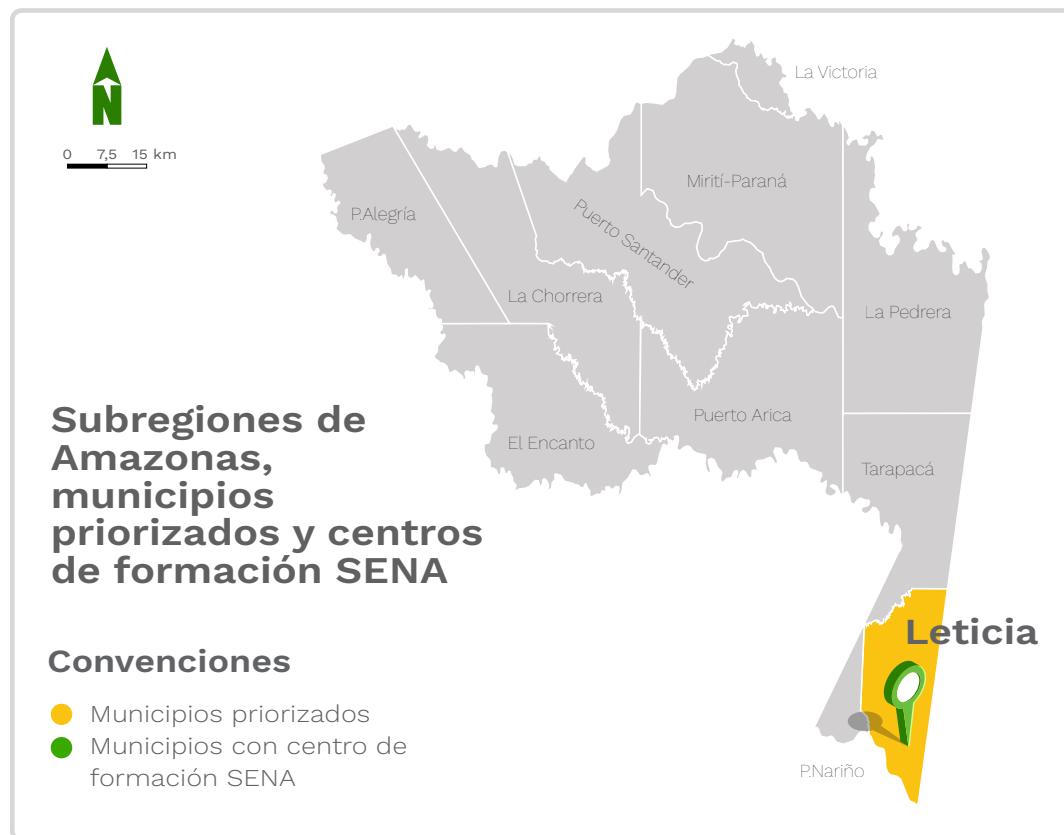 N
0 7,5 15 km
La Victoria
Mirití-Paraná
P.Alegría
Puerto Santander
La Chorrera
La Pedrera
Puerto Arica
El Encanto
Tarapacá
Subregiones de
Amazonas,
municipios
priorizados y centros
de formación SENA
Leticia
P.Nariño
Convenciones
Municipios priorizados
Municipios con centro de
formación SENA